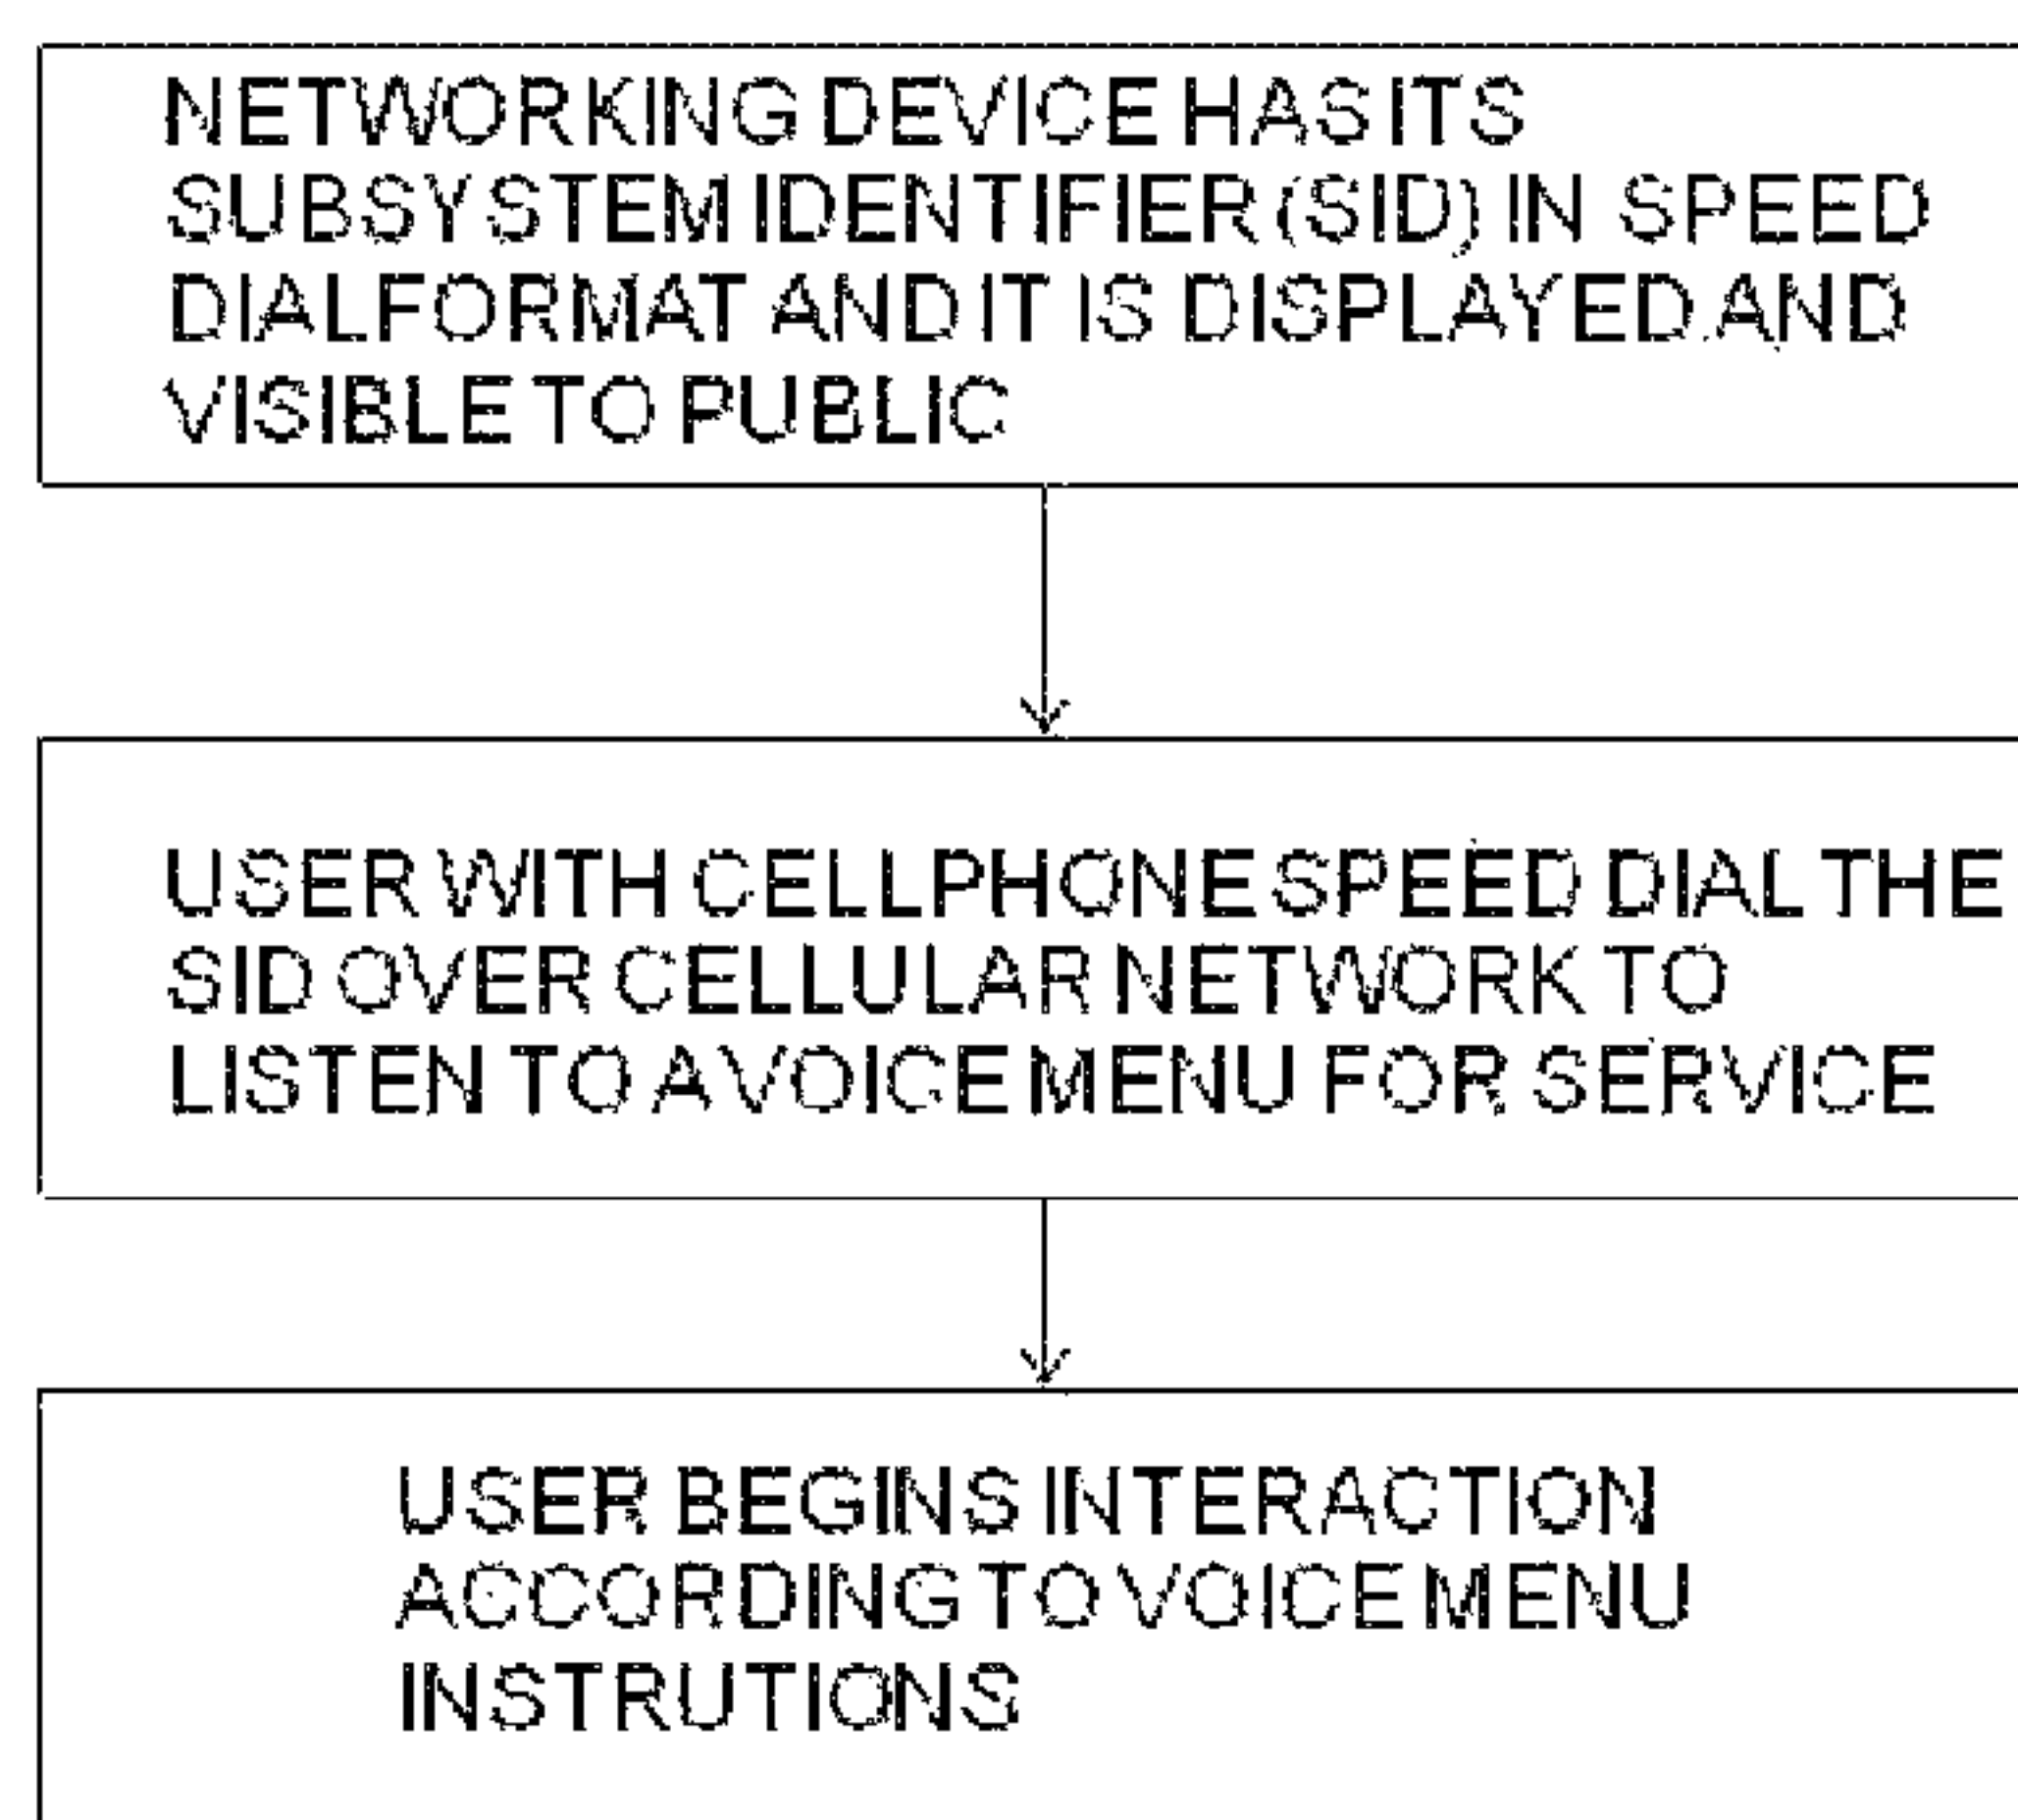 NETWORKING DEVICE HAS ITS
SUBSYSTEM IDENTIFIER (SID) IN SPEED
DIAL FORMAT AND IT IS DISPLAYED AND
VISIBLE TO PUBLIC
USER WITH CELLPHONE SPEED DIAL THE
SID OVER CELLULAR NETWORK TO
LISTEN TO A VOICE MENU FOR SERVICE
USER BEGINS INTERACTION
ACCORDING TO VOICE MENU
INSTRUTIONS